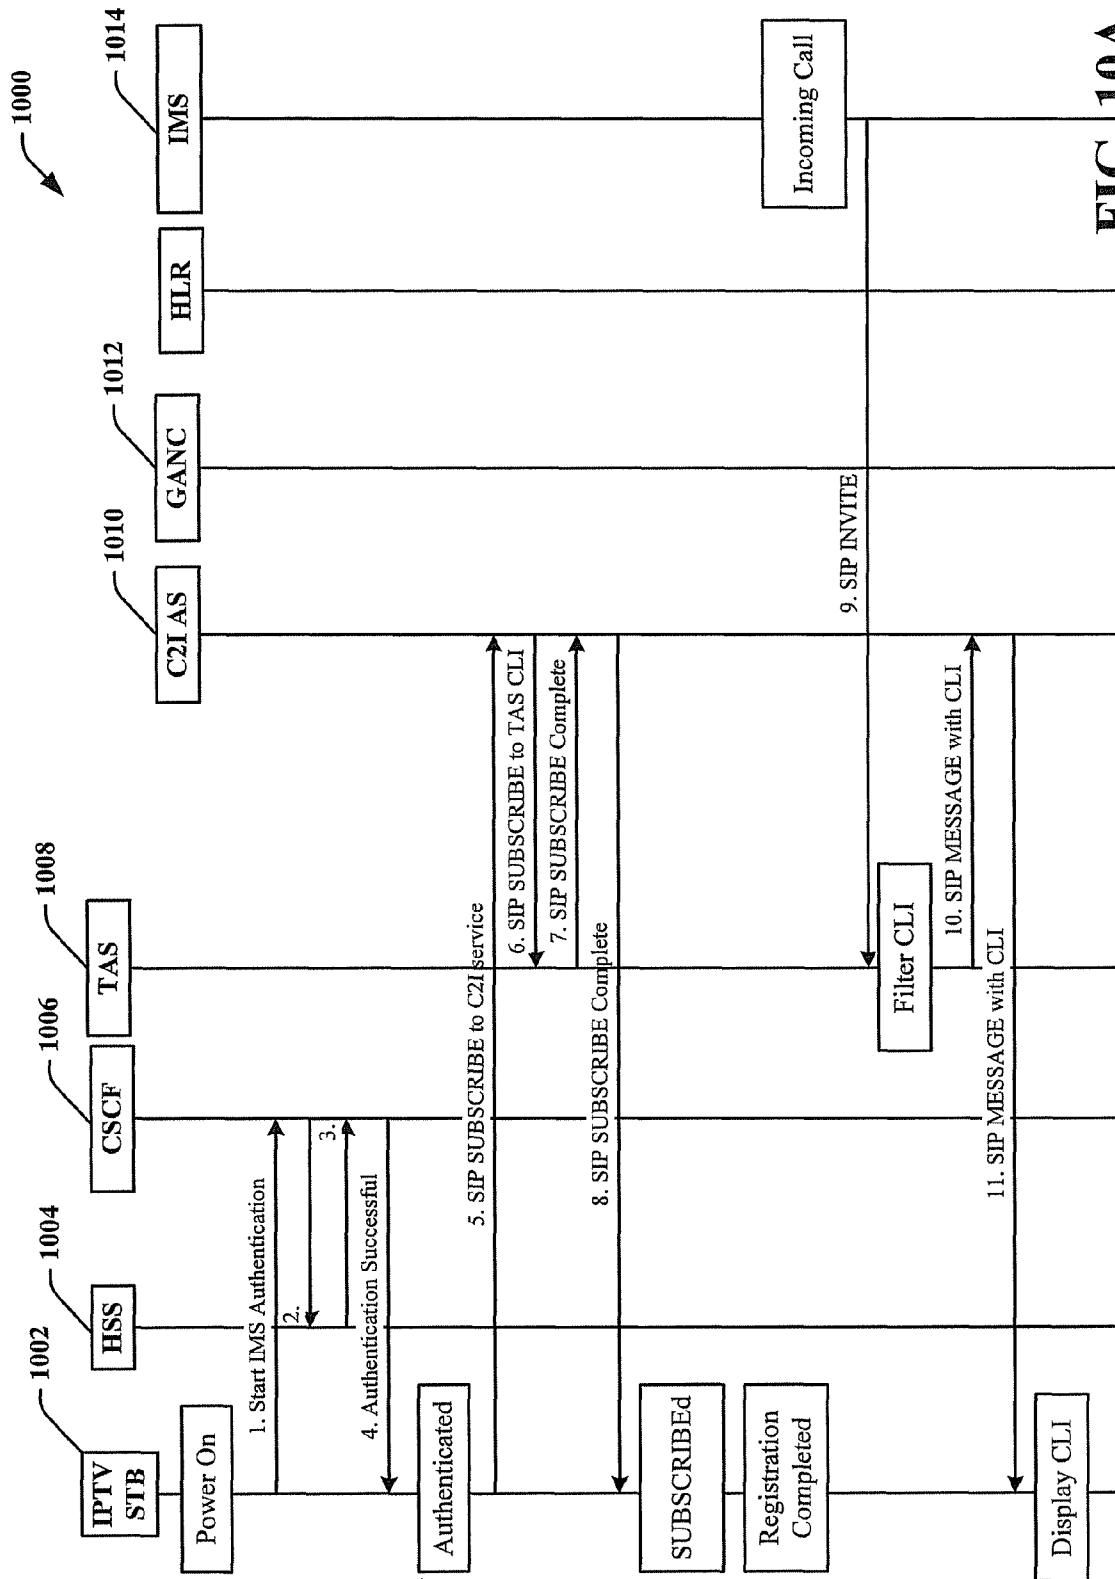 1000
1002
1004
1006
1008
1010
1012
1014
IPTV
STB
HSS
CSCF
TAS
C2I AS
GANC
HLR
IMS
Power On
1. Start IMS Authentication
2.
3.
4. Authentication Successful
Authenticated
5. SIP SUBSCRIBE to C2I service
6. SIP SUBSCRIBE to TAS CLI
7. SIP SUBSCRIBE Complete
8. SIP SUBSCRIBE Complete
SUBSCRIBEd
Registration
Completed
Incoming Call
9. SIP INVITE
Filter CLI
10. SIP MESSAGE with CLI
11. SIP MESSAGE with CLI
Display CLI
FIG. 10A